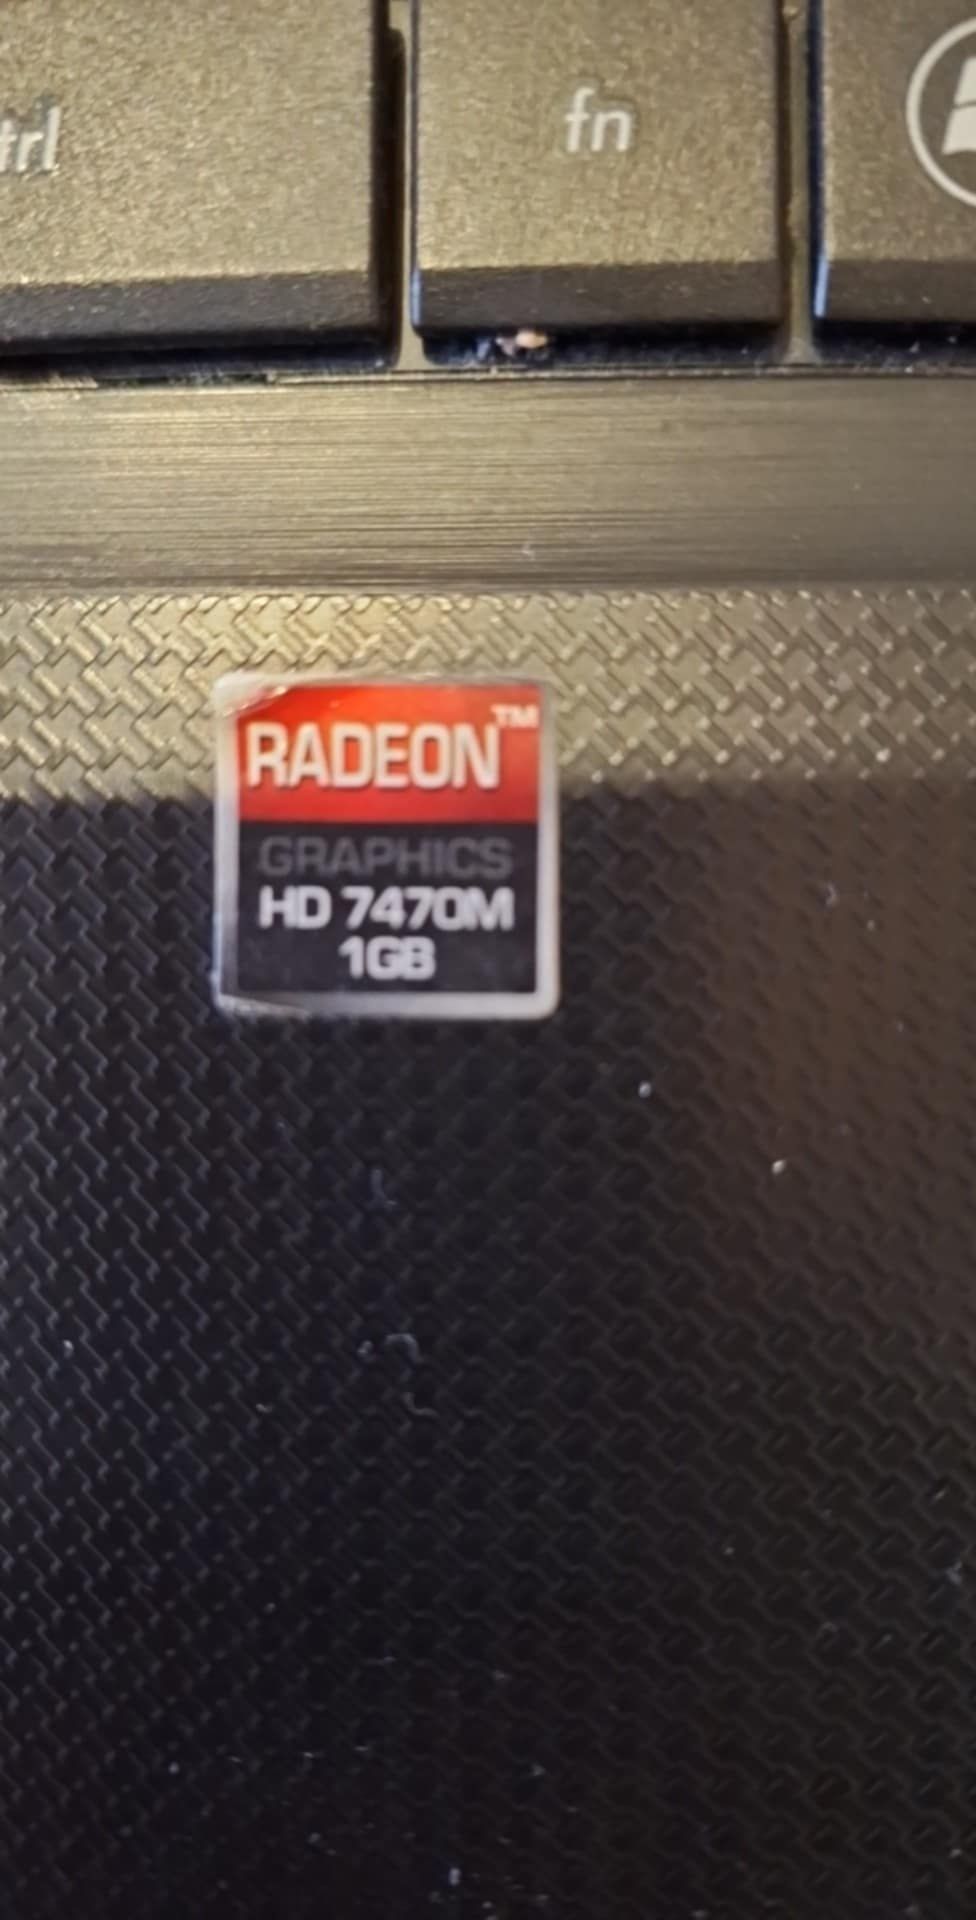 trl
fn
RADEON™
GRAPHICS
HD 7470M
1GB